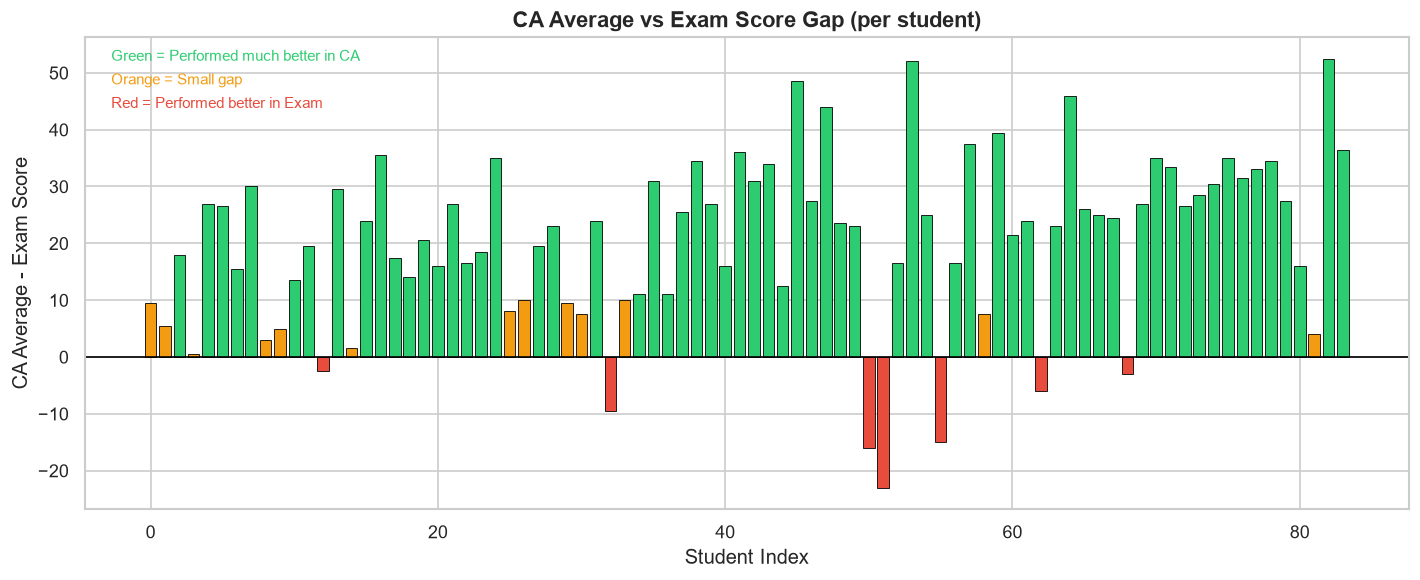 CA Average vs Exam Score Gap (per student)
Green = Performed much better in CA
Orange = Small gap
Red = Performed better in Exam
CA Average - Exam Score
50
40
30
20
10
0
−10
−20
0 20 40 60 80
Student Index